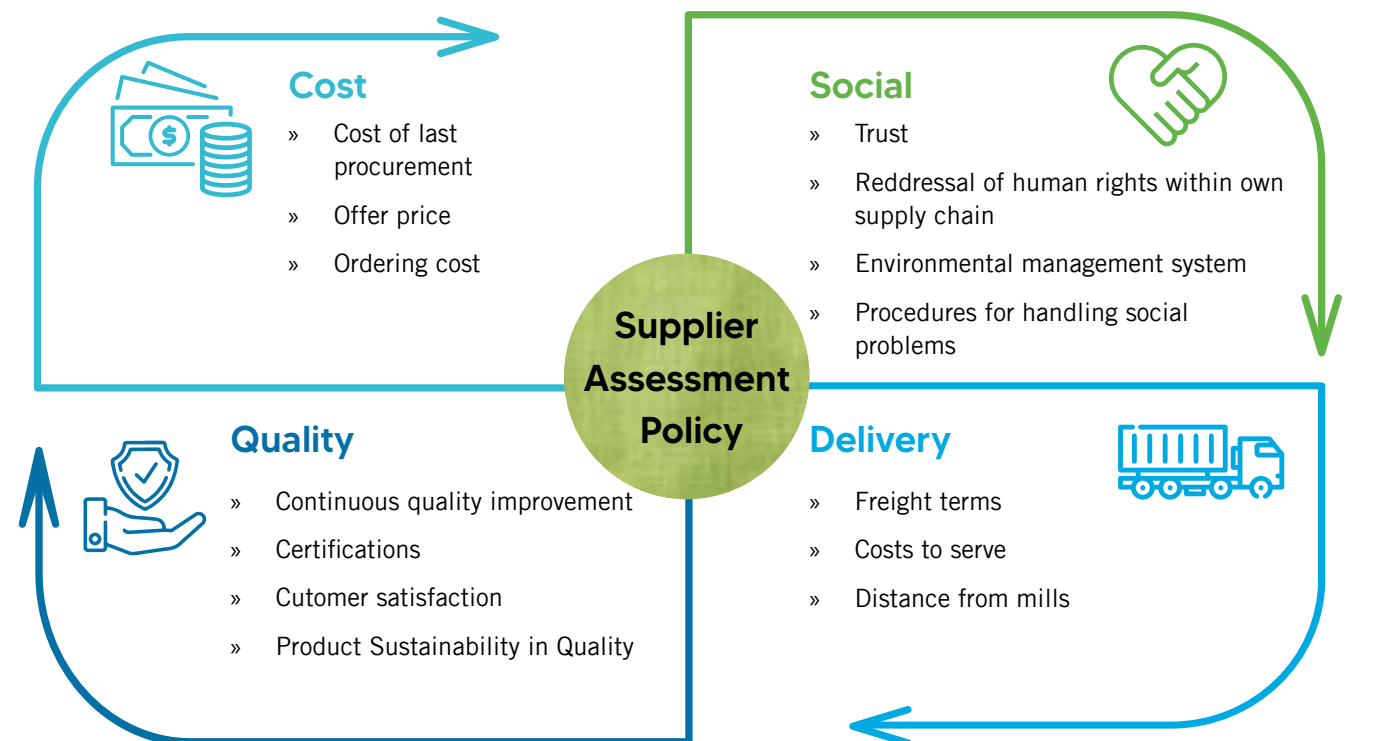 Cost
» Cost of last
procurement
» Offer price
» Ordering cost
Social
» Trust
» Reddressal of human rights within own
supply chain
» Environmental management system
» Procedures for handling social
problems
Supplier
Assessment
Policy
Quality
» Continuous quality improvement
» Certifications
» Cutomer satisfaction
» Product Sustainability in Quality
Delivery
» Freight terms
» Costs to serve
» Distance from mills